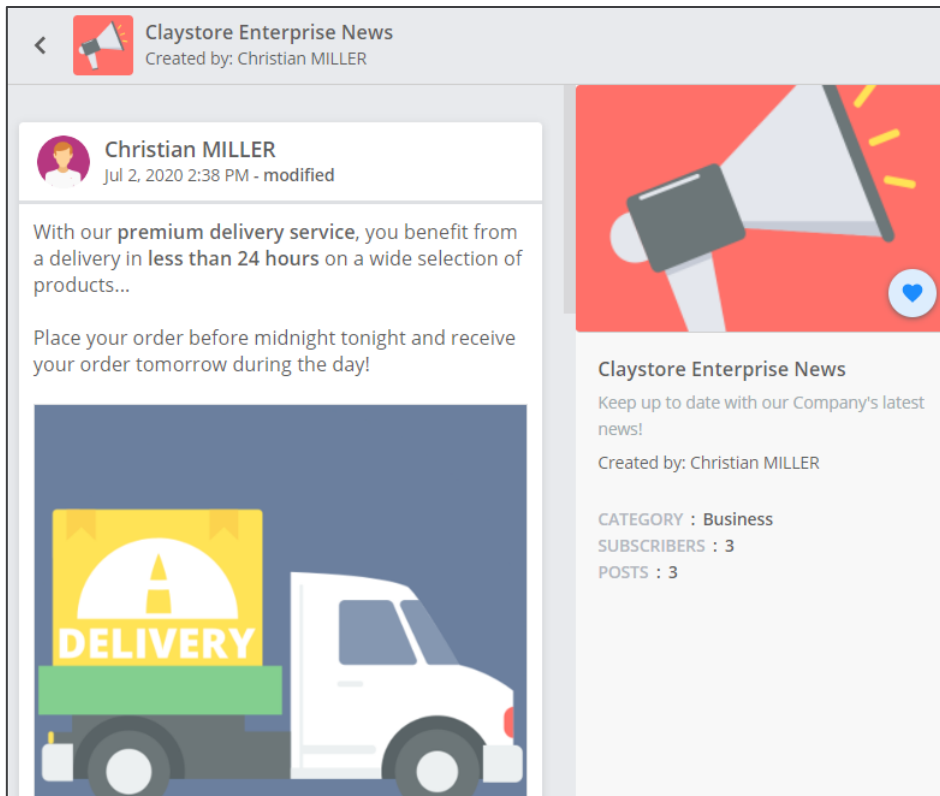 Claystore Enterprise News
Created by: Christian MILLER
Christian MILLER
Jul 2, 2020 2:38 PM - modified
With our premium delivery service, you benefit from
a delivery in less than 24 hours on a wide selection of
products...
Place your order before midnight tonight and receive
your order tomorrow during the day!
DELIVERY
Claystore Enterprise News
Keep up to date with our Company's latest
news!
Created by: Christian MILLER
CATEGORY : Business
SUBSCRIBERS : 3
POSTS : 3